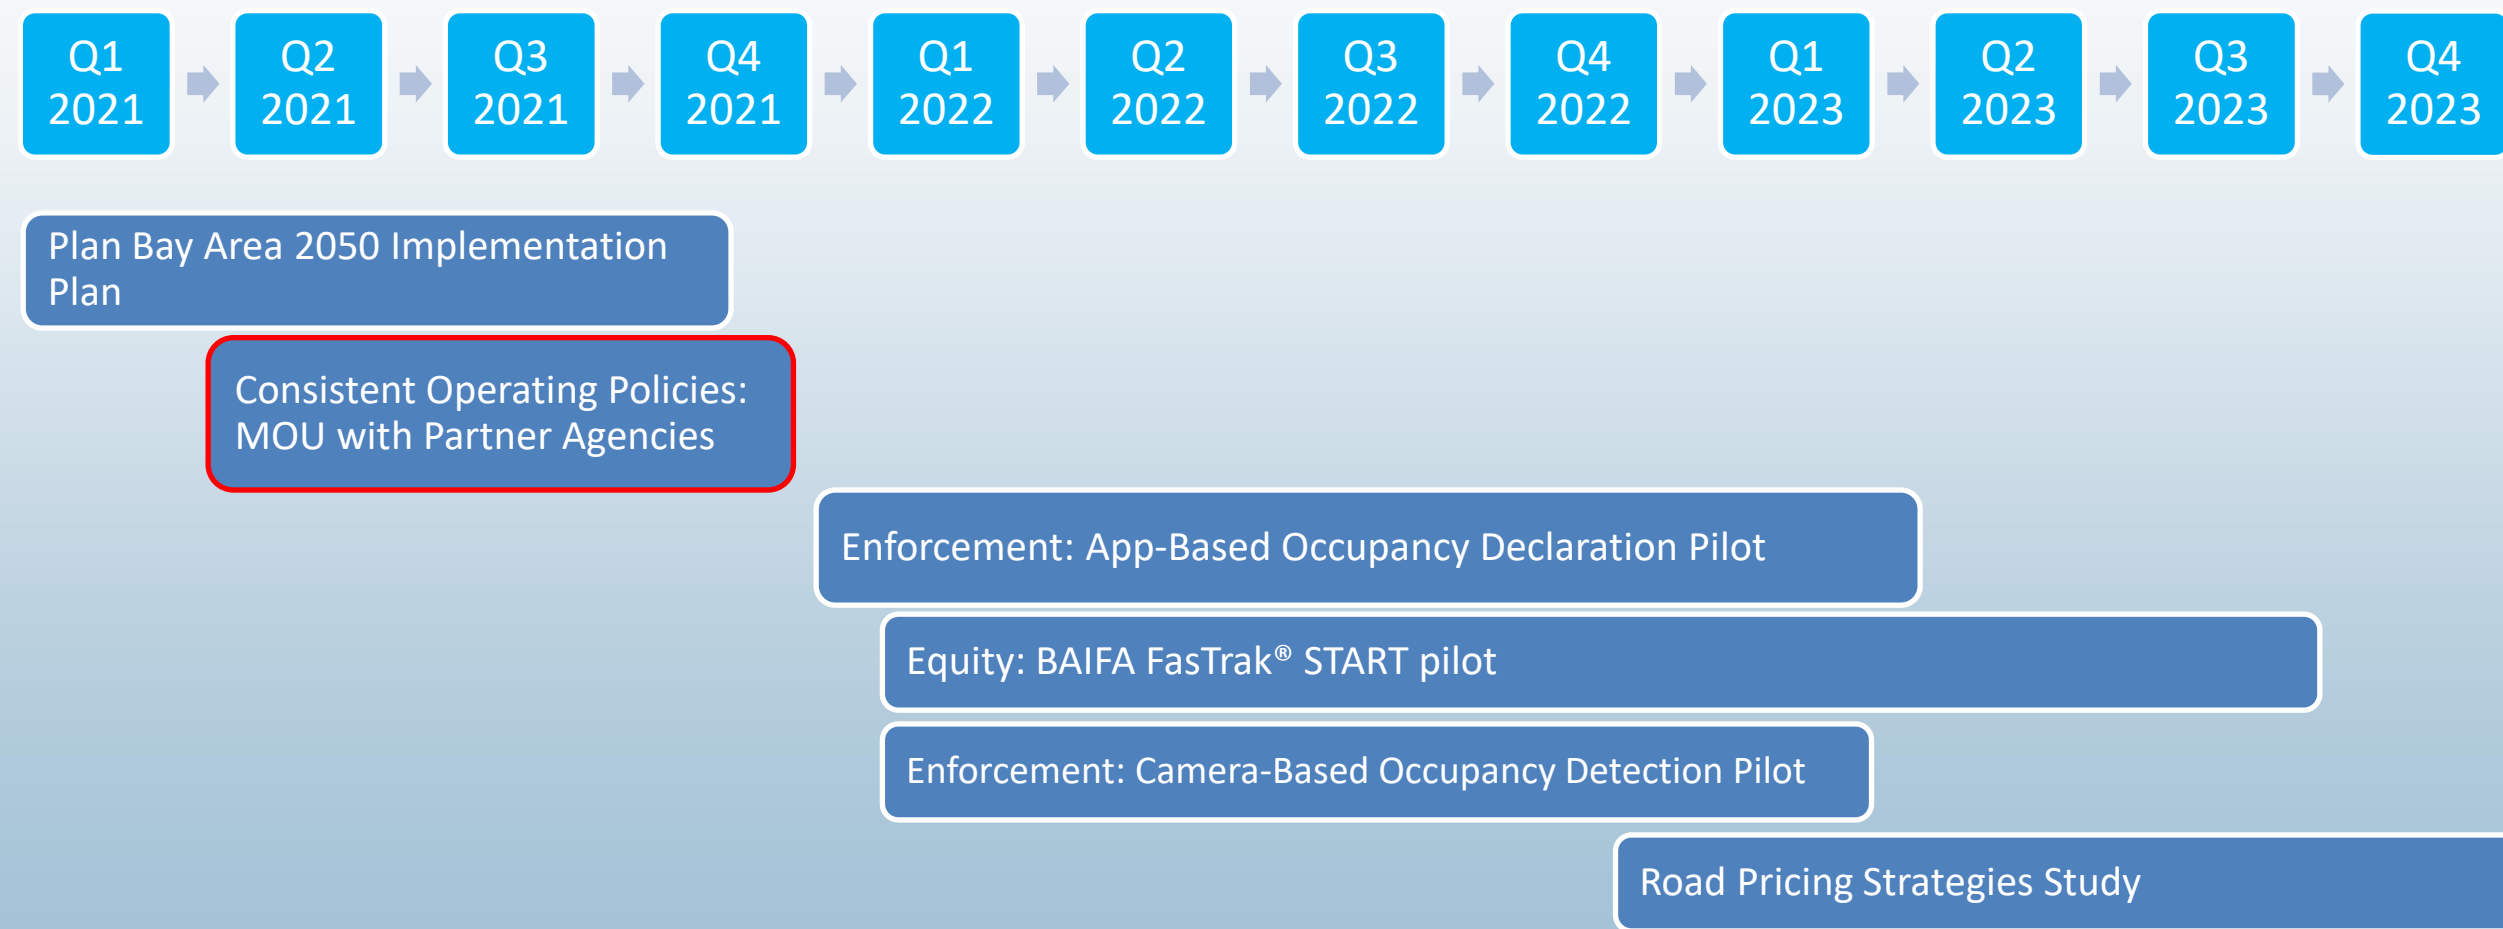 Q1
2021
Q2
2021
Q3
2021
Q4
2021
Q1
2022
Q2
2022
Q3
2022
Q4
2022
Q1
2023
Q2
2023
Q3
2023
Q4
2023
Plan Bay Area 2050 Implementation
Plan
Consistent Operating Policies:
MOU with Partner Agencies
Enforcement: App-Based Occupancy Declaration Pilot
Equity: BAIFA FasTrak® START pilot
Enforcement: Camera-Based Occupancy Detection Pilot
Road Pricing Strategies Study